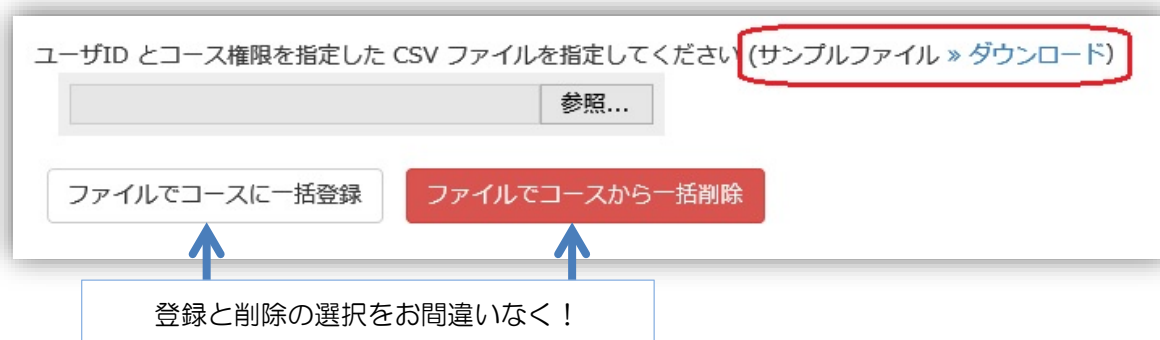 ユーザID とコース権限を指定した CSV ファイルを指定してください (サンプルファイル » ダウンロード)
参照...
ファイルでコースに一括登録 ファイルでコースから一括削除
登録と削除の選択をお間違いなく！